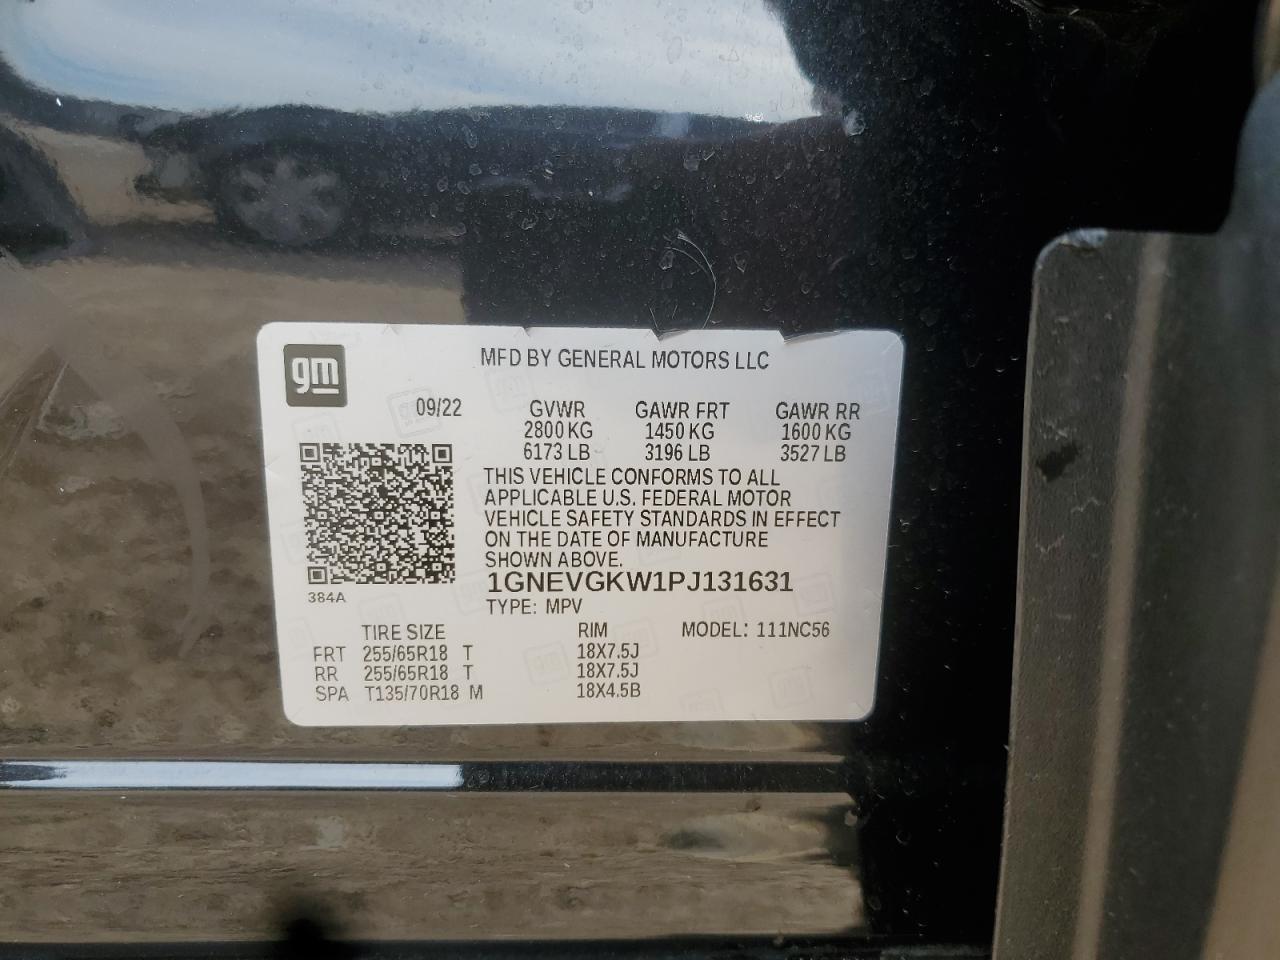 gm
MFD BY GENERAL MOTORS LLC
09/22 GVWR GAWR FRT GAWR RR
2800 KG 1450 KG 1600 KG
6173 LB 3196 LB 3527 LB
THIS VEHICLE CONFORMS TO ALL
APPLICABLE U.S. FEDERAL MOTOR
VEHICLE SAFETY STANDARDS IN EFFECT
ON THE DATE OF MANUFACTURE
SHOWN ABOVE.
1GNEVGKW1PJ131631
384A
TYPE: MPV
TIRE SIZE RIM MODEL: 111NC56
FRT 255/65R18 T 18X7.5J
RR 255/65R18 T 18X7.5J
SPA T135/70R18 M 18X4.5B